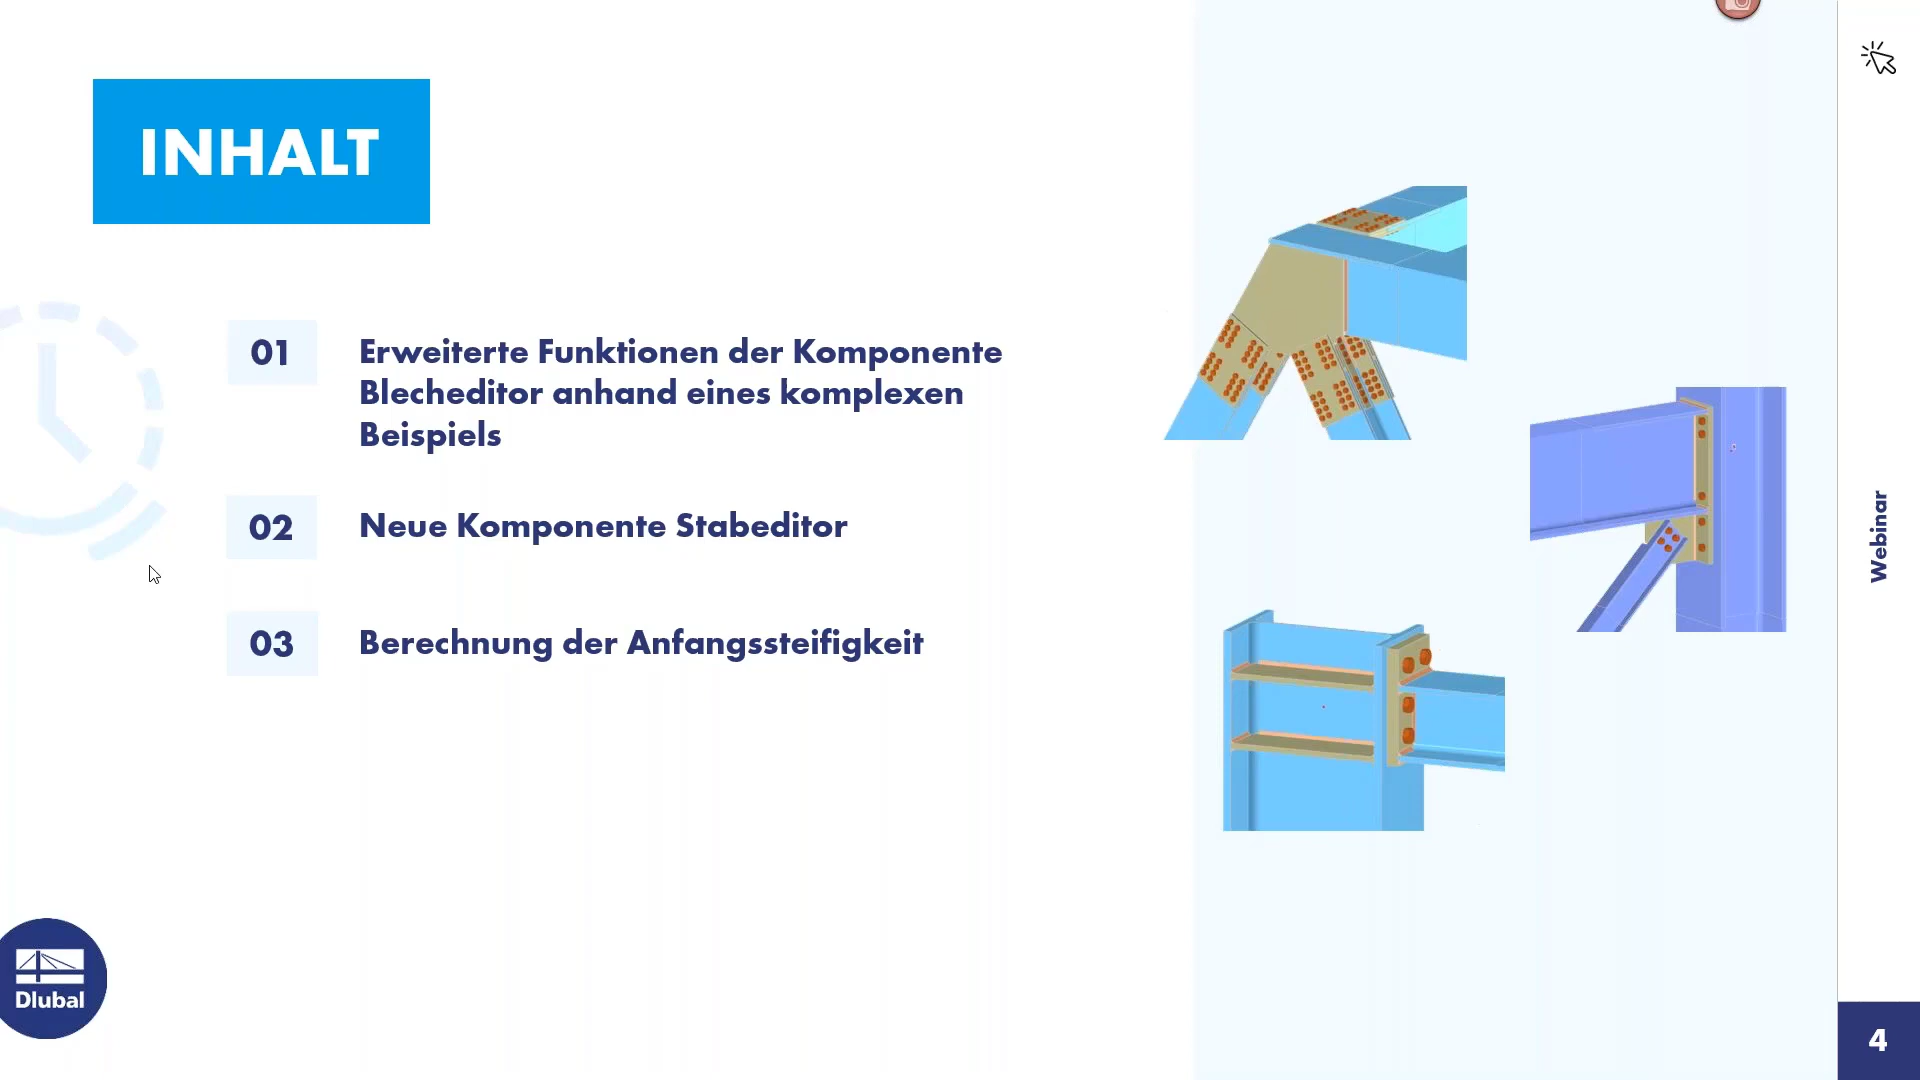 INHALT
01
Erweiterte Funktionen der Komponente
Blecheditor anhand eines komplexen
Beispiels
02
Neue Komponente Stabeditor
03
Berechnung der Anfangssteifigkeit
Webinar
Dlubal
4